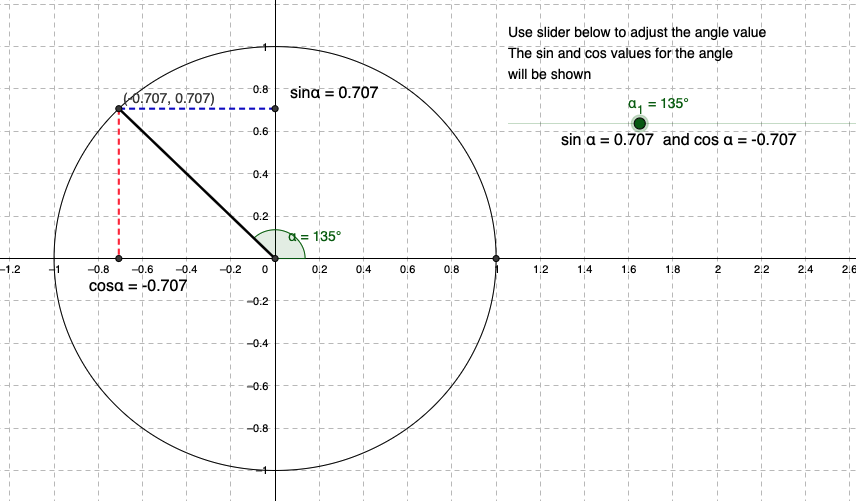 Use slider below to adjust the angle value
The sin and cos values for the angle
will be shown
α₁ = 135°
sin α = 0.707 and cos α = -0.707
1
0.8
(-0.707, 0.707)
sinα = 0.707
0.6
0.4
0.2
α = 135°
-1.2 -1 -0.8 -0.6 -0.4 -0.2 0 0.2 0.4 0.6 0.8 1 1.2 1.4 1.6 1.8 2 2.2 2.4 2.6
cosα = -0.707
-0.2
-0.4
-0.6
-0.8
-1